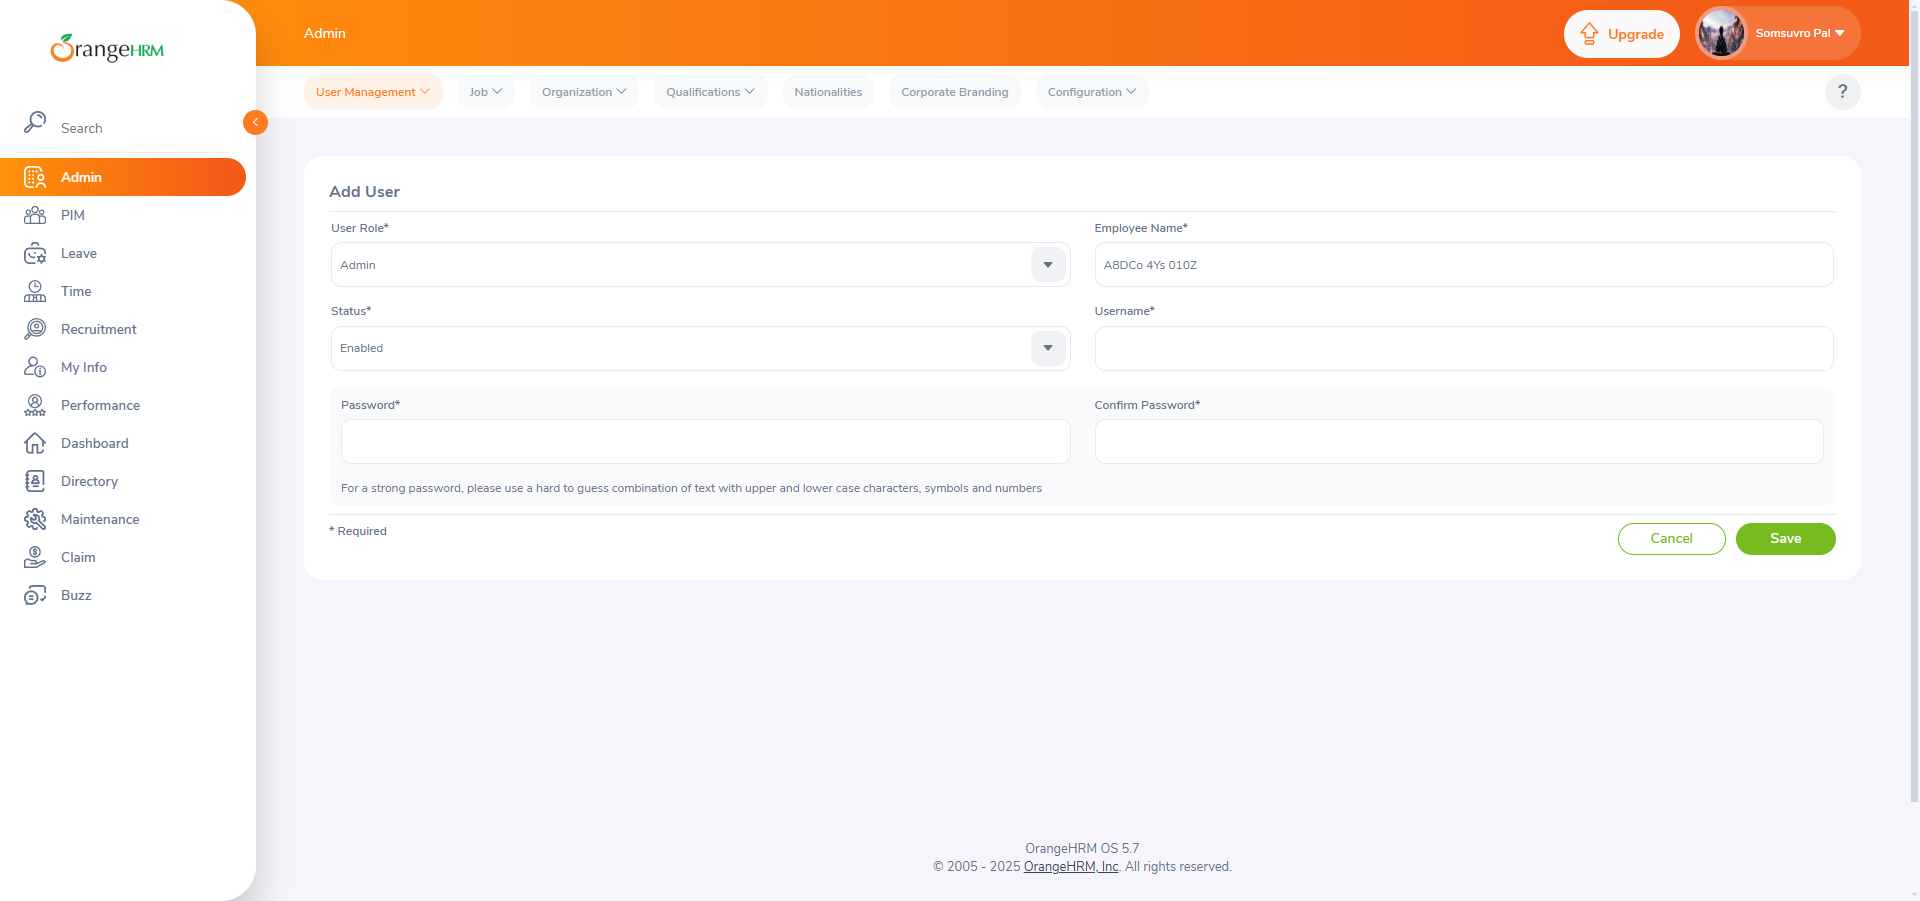 OrangeHRM
Search
Admin
PIM
Leave
Time
Recruitment
My Info
Performance
Dashboard
Directory
Maintenance
Claim
Buzz
Admin
Upgrade
Somsuvro Pal
User Management
Job
Organization
Qualifications
Nationalities
Corporate Branding
Configuration
?
Add User
User Role*
Employee Name*
Admin
A8DCo 4Ys 010Z
Status*
Username*
Enabled
Password*
Confirm Password*
For a strong password, please use a hard to guess combination of text with upper and lower case characters, symbols and numbers
* Required
Cancel
Save
OrangeHRM OS 5.7
© 2005 - 2025 OrangeHRM, Inc. All rights reserved.